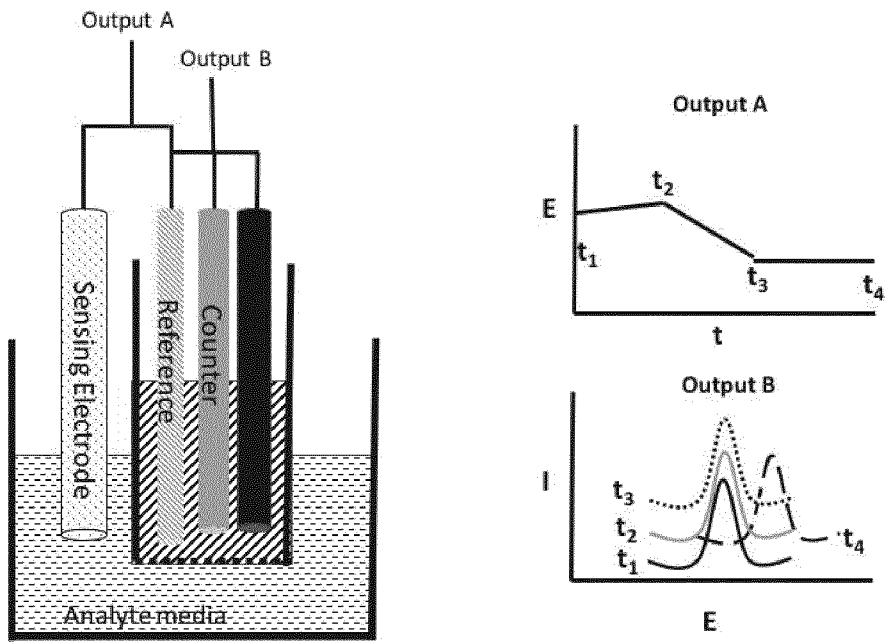 Output A
Output B
Sensing Electrode
Reference
Counter
Analyte media
Output A
E
t1
t2
t3
t4
t
Output B
I
t3
t2
t1
t4
E